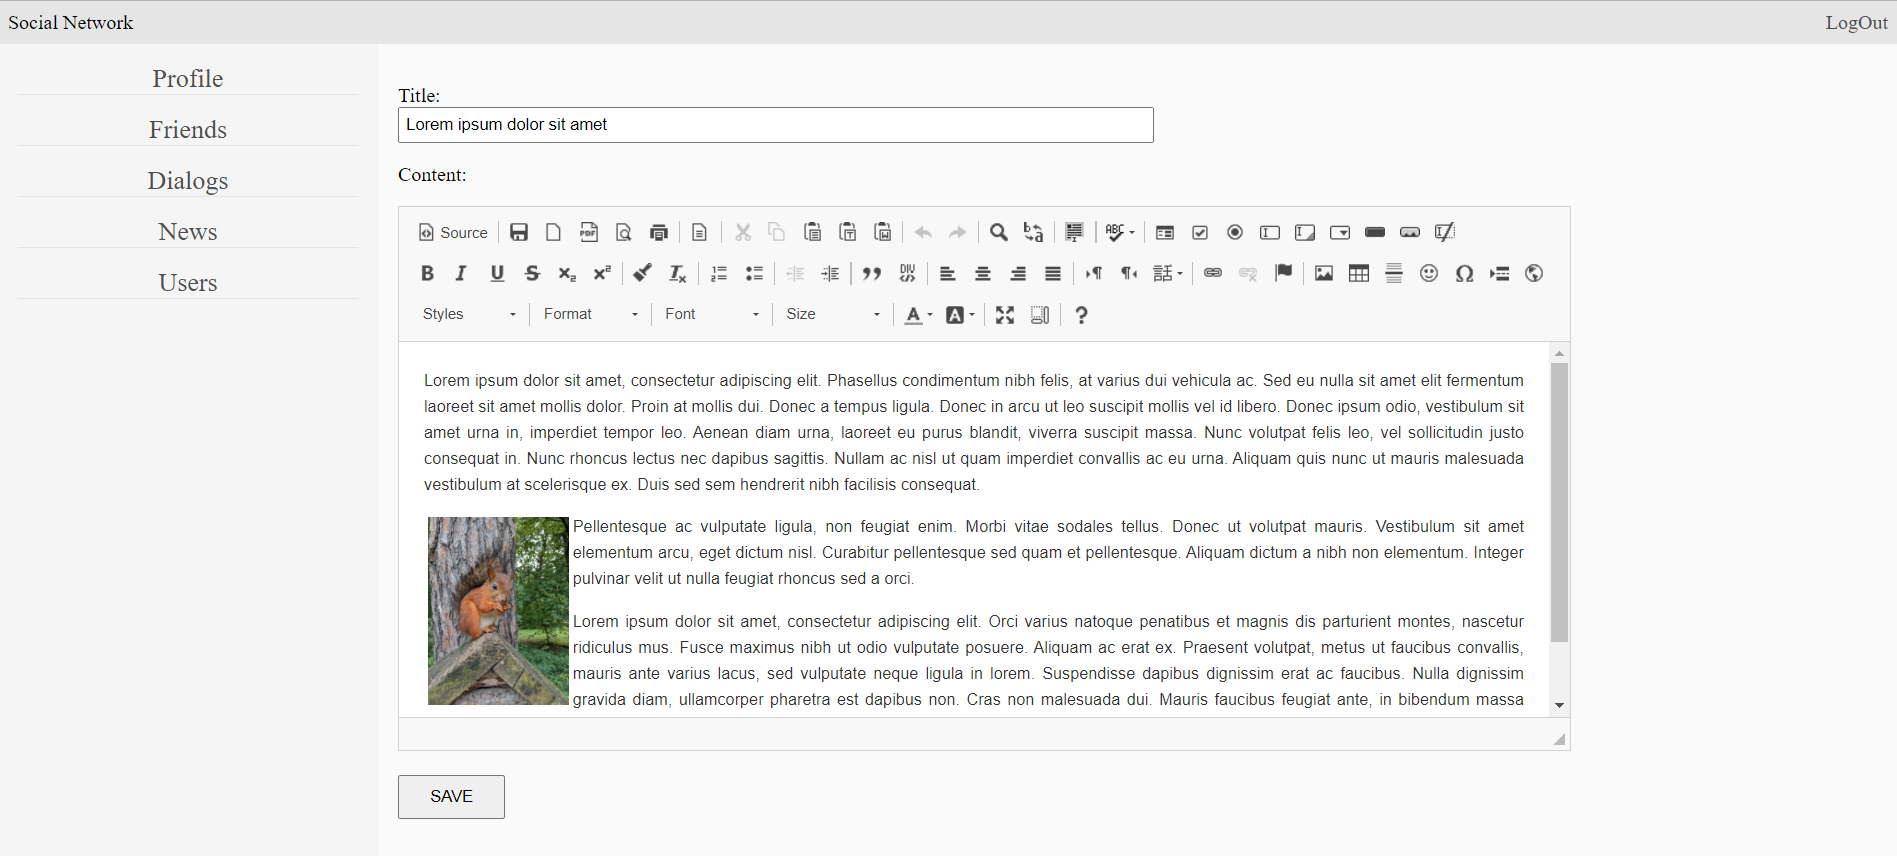 Social Network
LogOut
Profile
Friends
Dialogs
News
Users
Title:
Lorem ipsum dolor sit amet
Content:
Source
Styles
Format
Font
Size
Lorem ipsum dolor sit amet, consectetur adipiscing elit. Phasellus condimentum nibh felis, at varius dui vehicula ac. Sed eu nulla sit amet elit fermentum
laoreet sit amet mollis dolor. Proin at mollis dui. Donec a tempus ligula. Donec in arcu ut leo suscipit mollis vel id libero. Donec ipsum odio, vestibulum sit
amet urna in, imperdiet tempor leo. Aenean diam urna, laoreet eu purus blandit, viverra suscipit massa. Nunc volutpat felis leo, vel sollicitudin justo
consequat in. Nunc rhoncus lectus nec dapibus sagittis. Nullam ac nisl ut quam imperdiet convallis ac eu urna. Aliquam quis nunc ut mauris malesuada
vestibulum at scelerisque ex. Duis sed sem hendrerit nibh facilisis consequat.
Pellentesque ac vulputate ligula, non feugiat enim. Morbi vitae sodales tellus. Donec ut volutpat mauris. Vestibulum sit amet
elementum arcu, eget dictum nisl. Curabitur pellentesque sed quam et pellentesque. Aliquam dictum a nibh non elementum. Integer
pulvinar velit ut nulla feugiat rhoncus sed a orci.
Lorem ipsum dolor sit amet, consectetur adipiscing elit. Orci varius natoque penatibus et magnis dis parturient montes, nascetur
ridiculus mus. Fusce maximus nibh ut odio vulputate posuere. Aliquam ac erat ex. Praesent volutpat, metus ut faucibus convallis,
mauris ante varius lacus, sed vulputate neque ligula in lorem. Suspendisse dapibus dignissim erat ac faucibus. Nulla dignissim
gravida diam, ullamcorper pharetra est dapibus non. Cras non malesuada dui. Mauris faucibus feugiat ante, in bibendum massa
SAVE